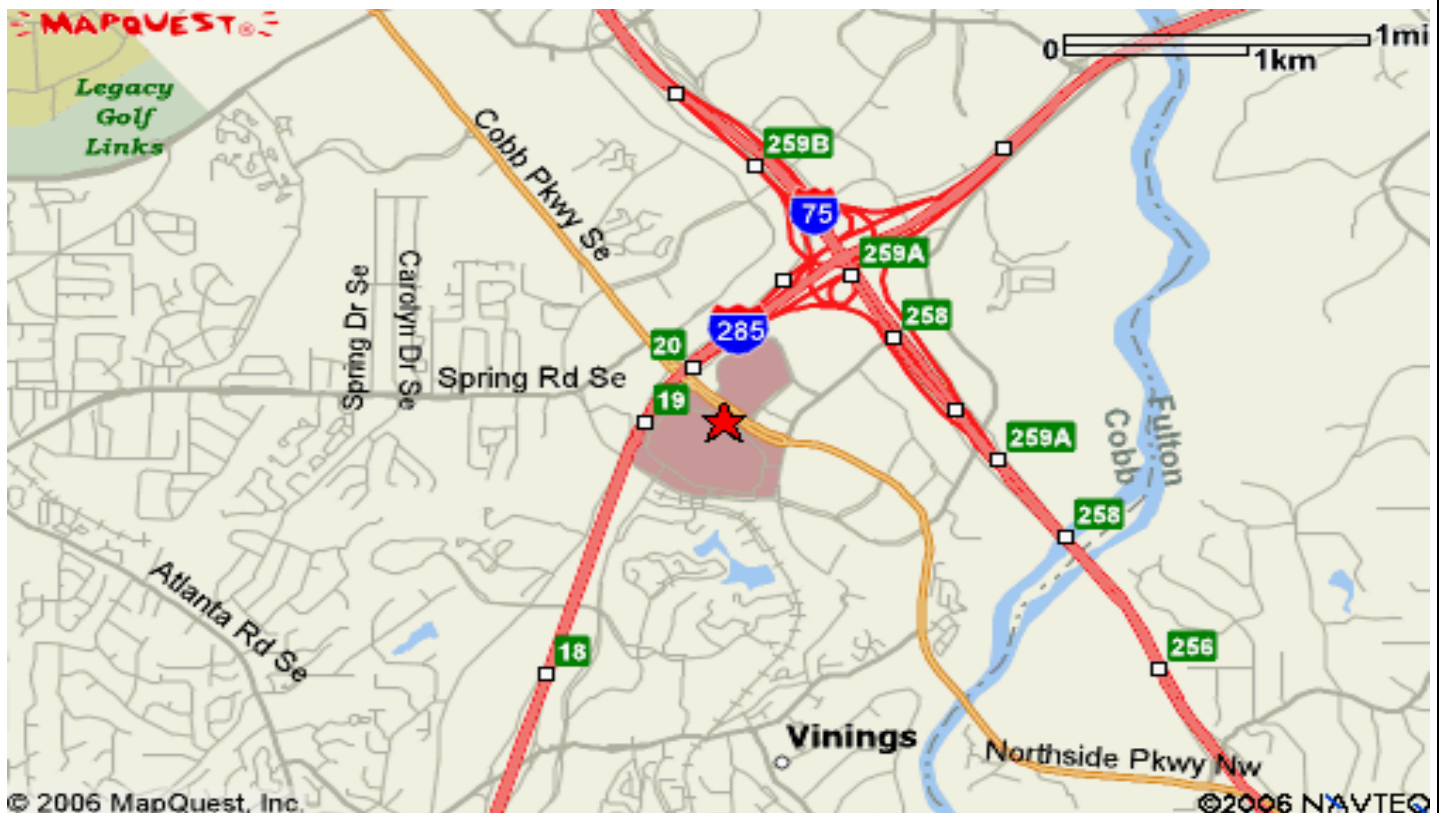 MAPQUEST®
0
1mi
1km
Legacy
Golf
Links
Cobb Pkwy Se
259B
75
259A
258
285
20
Spring Dr Se
Carolyn Dr Se
Spring Rd Se
19
259A
Cobb
Fulton
258
Atlanta Rd Se
18
256
Vinings
Northside Pkwy Nw
© 2006 MapQuest, Inc.
©2006 NAVTEQ